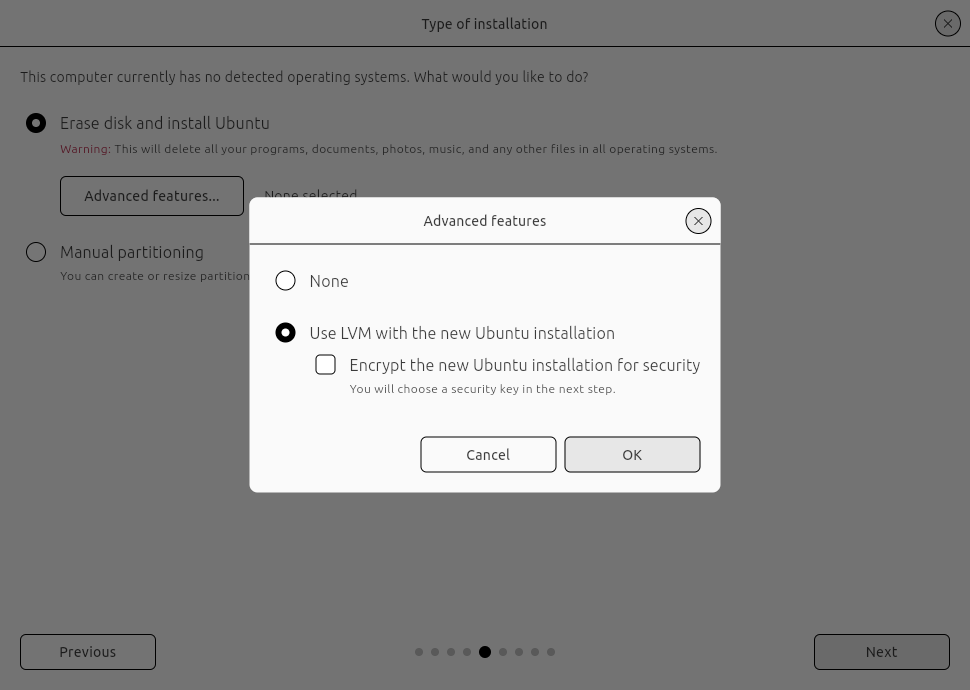 Type of installation
This computer currently has no detected operating systems. What would you like to do?
Erase disk and install Ubuntu
Warning: This will delete all your programs, documents, photos, music, and any other files in all operating systems.
Advanced features... None selected
Manual partitioning
You can create or resize partition
Advanced features
None
Use LVM with the new Ubuntu installation
Encrypt the new Ubuntu installation for security
You will choose a security key in the next step.
Cancel OK
Previous Next